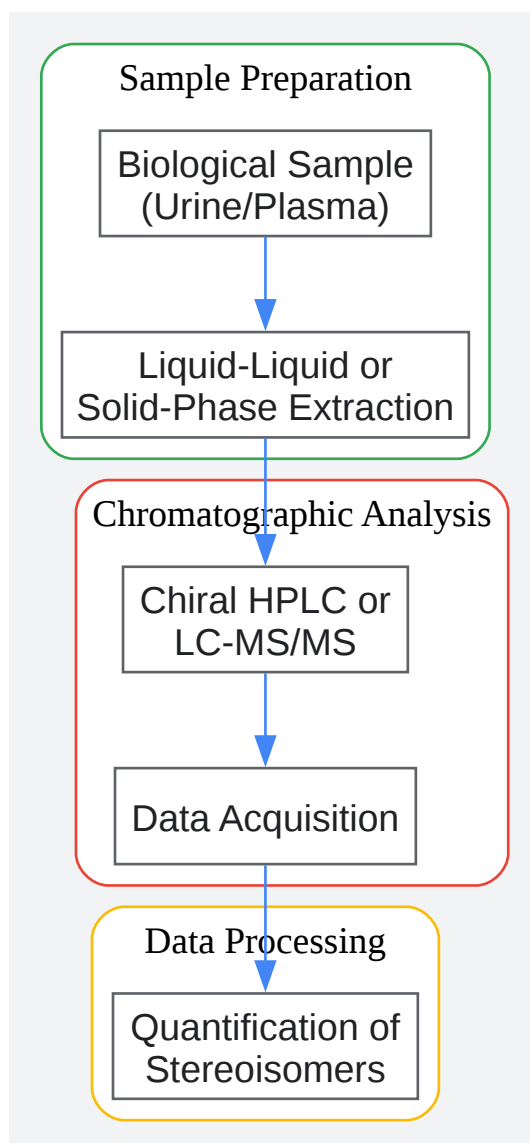 Sample Preparation
Biological Sample
(Urine/Plasma)
Liquid-Liquid or
Solid-Phase Extraction
Chromatographic Analysis
Chiral HPLC or
LC-MS/MS
Data Acquisition
Data Processing
Quantification of
Stereoisomers